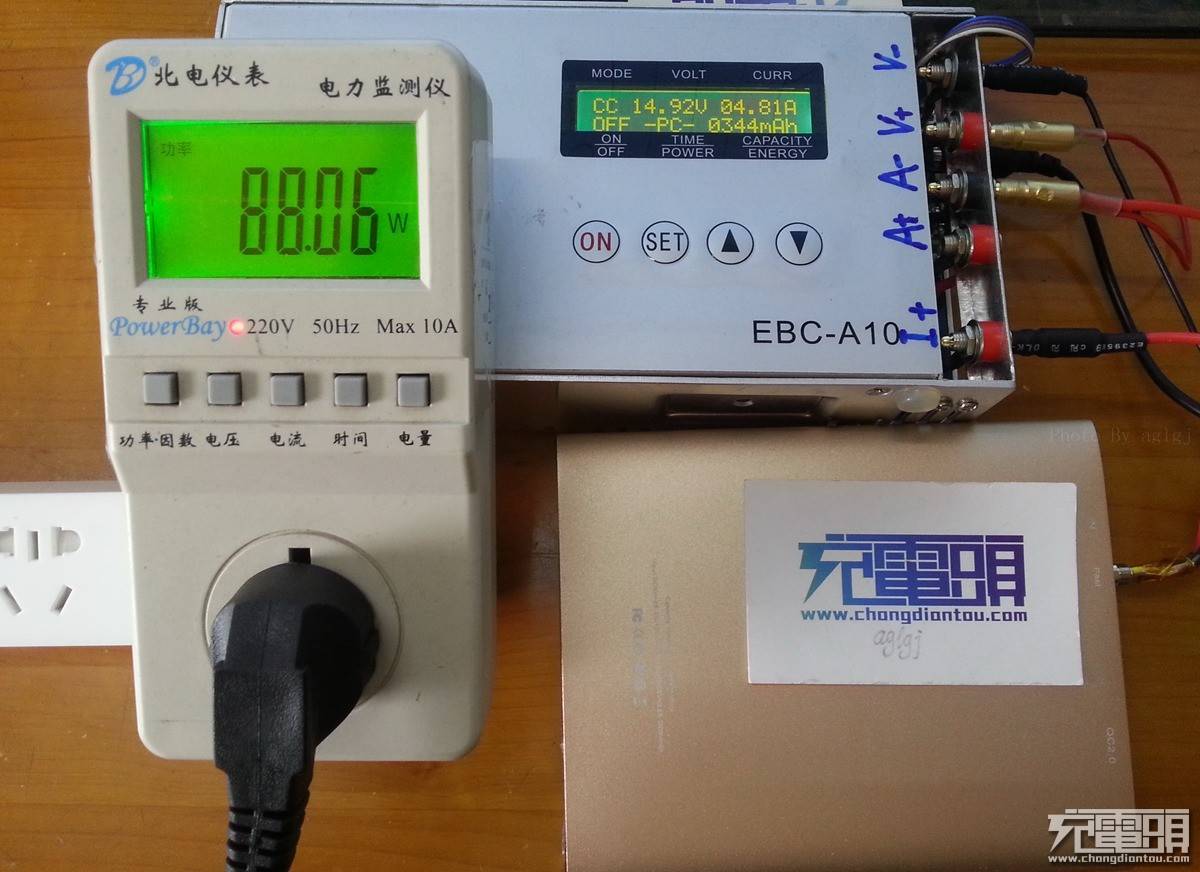 北电仪表
®
电力监测仪
功率
88.06 W
专业版
PowerBay 220V 50Hz Max 10A
功率·因数 电压 电流 时间 电量
MODE VOLT CURR
CC 14.92V 04.81A
OFF -PC- 0344mAh
ON TIME CAPACITY
OFF POWER ENERGY
ON SET
EBC-A10
V-
V+
A-
A+
I+
E239519
Photo By aglgj
充電頭
www.chongdiantou.com
aglgj
QC2.0
充電頭
www.chongdiantou.com